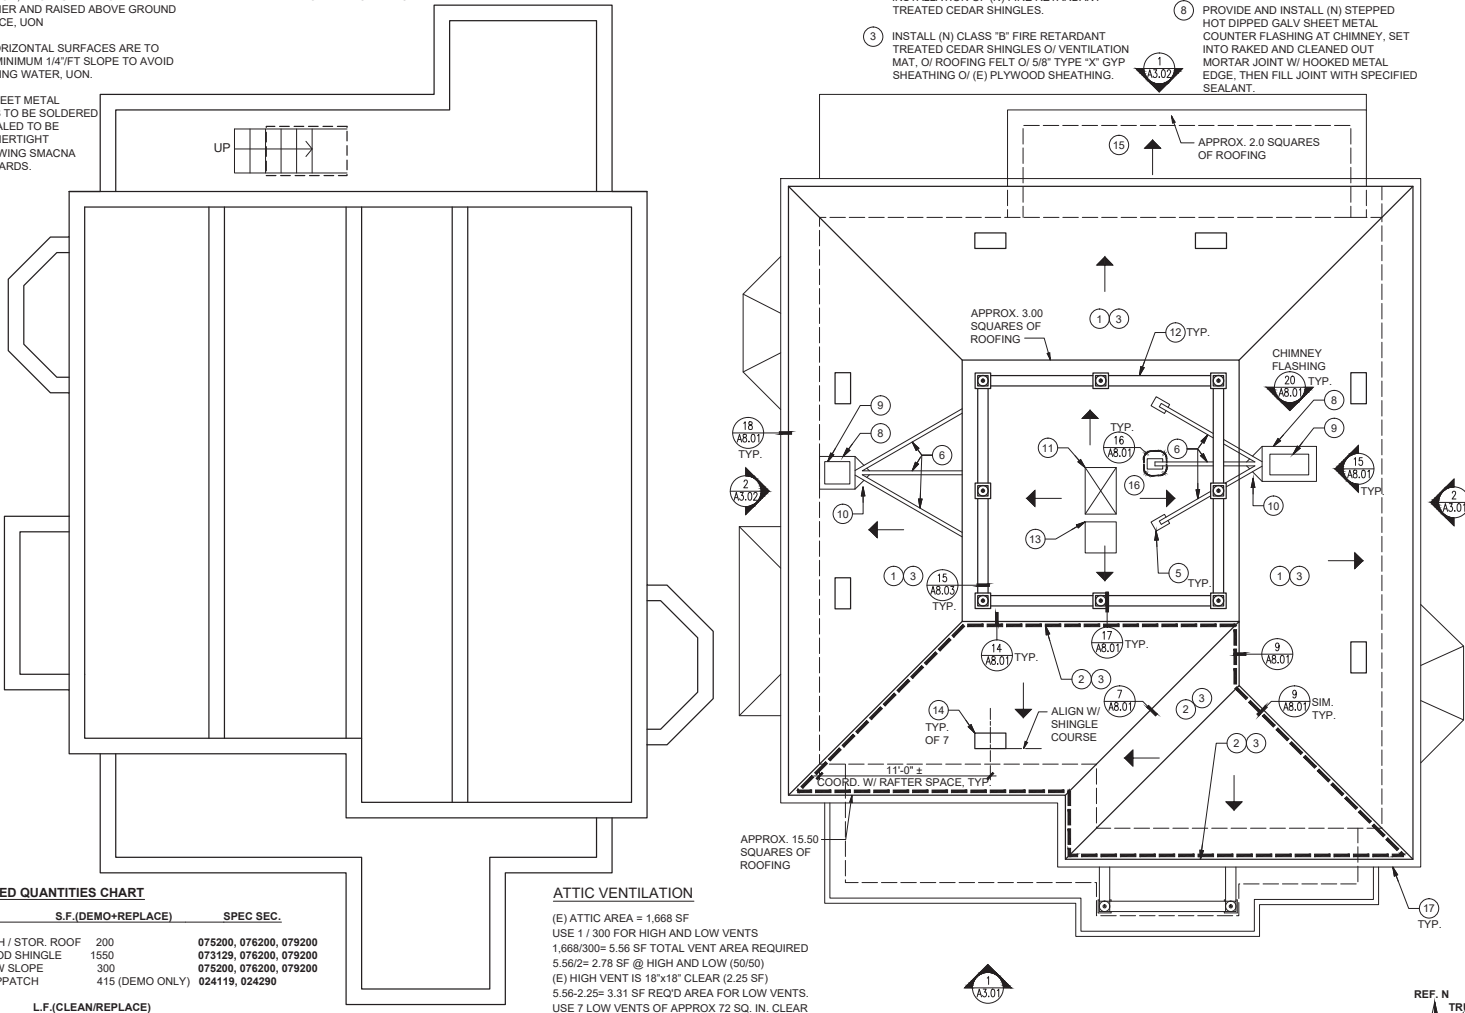 NER AND RAISED ABOVE GROUND
CE, UON
ORIZONTAL SURFACES ARE TO
MINIMUM 1/4"/FT SLOPE TO AVOID
ING WATER, UON.
EET METAL
TO BE SOLDERED
ALED TO BE
HERTIGHT
WING SMACNA
ARDS.
TREATED CEDAR SHINGLES.
3 INSTALL (N) CLASS "B" FIRE RETARDANT
TREATED CEDAR SHINGLES O/ VENTILATION
MAT, O/ ROOFING FELT O/ 5/8" TYPE "X" GYP
SHEATHING O/ (E) PLYWOOD SHEATHING.
8 PROVIDE AND INSTALL (N) STEPPED
HOT DIPPED GALV SHEET METAL
COUNTER FLASHING AT CHIMNEY, SET
INTO RAKED AND CLEANED OUT
MORTAR JOINT W/ HOOKED METAL
EDGE, THEN FILL JOINT WITH SPECIFIED
SEALANT.
1
A3.02
UP
15
APPROX. 2.0 SQUARES
OF ROOFING
APPROX. 3.00
SQUARES OF
ROOFING
1 3
12 TYP.
CHIMNEY
FLASHING
20
A8.01
TYP.
8
9
9
8
18
A8.01
TYP.
2
A3.02
6
10
11
TYP.
16
A8.01
16
6
15
A8.01
TYP.
2
A3.01
10
13
5 TYP.
1 3
15
A8.03
TYP.
1 3
14
A8.01
TYP.
17
A8.01
TYP.
9
A8.01
2 3
7
A8.01
2 3
9
A8.01
SIM.
TYP.
14
TYP.
OF 7
ALIGN W/
SHINGLE
COURSE
2 3
11'-0" ±
COORD. W/ RAFTER SPACE, TYP.
APPROX. 15.50
SQUARES OF
ROOFING
17
TYP.
1
A3.01
REF. N
ED QUANTITIES CHART
S.F.(DEMO+REPLACE) SPEC SEC.
H / STOR. ROOF 200 075200, 076200, 079200
OD SHINGLE 1550 073129, 076200, 079200
W SLOPE 300 075200, 076200, 079200
PATCH 415 (DEMO ONLY) 024119, 024290
L.F.(CLEAN/REPLACE)
ATTIC VENTILATION
(E) ATTIC AREA = 1,668 SF
USE 1 / 300 FOR HIGH AND LOW VENTS
1,668/300= 5.56 SF TOTAL VENT AREA REQUIRED
5.56/2= 2.78 SF @ HIGH AND LOW (50/50)
(E) HIGH VENT IS 18"x18" CLEAR (2.25 SF)
5.56-2.25= 3.31 SF REQ'D AREA FOR LOW VENTS.
USE 7 LOW VENTS OF APPROX 72 SQ. IN. CLEAR